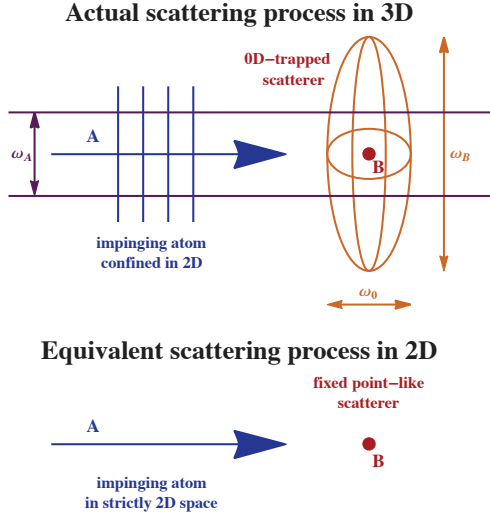 Actual scattering process in 3D
0D−trapped
scatterer
A
ω_A
B
ω_B
impinging atom
confined in 2D
ω_0
Equivalent scattering process in 2D
fixed point−like
scatterer
A
B
impinging atom
in strictly 2D space